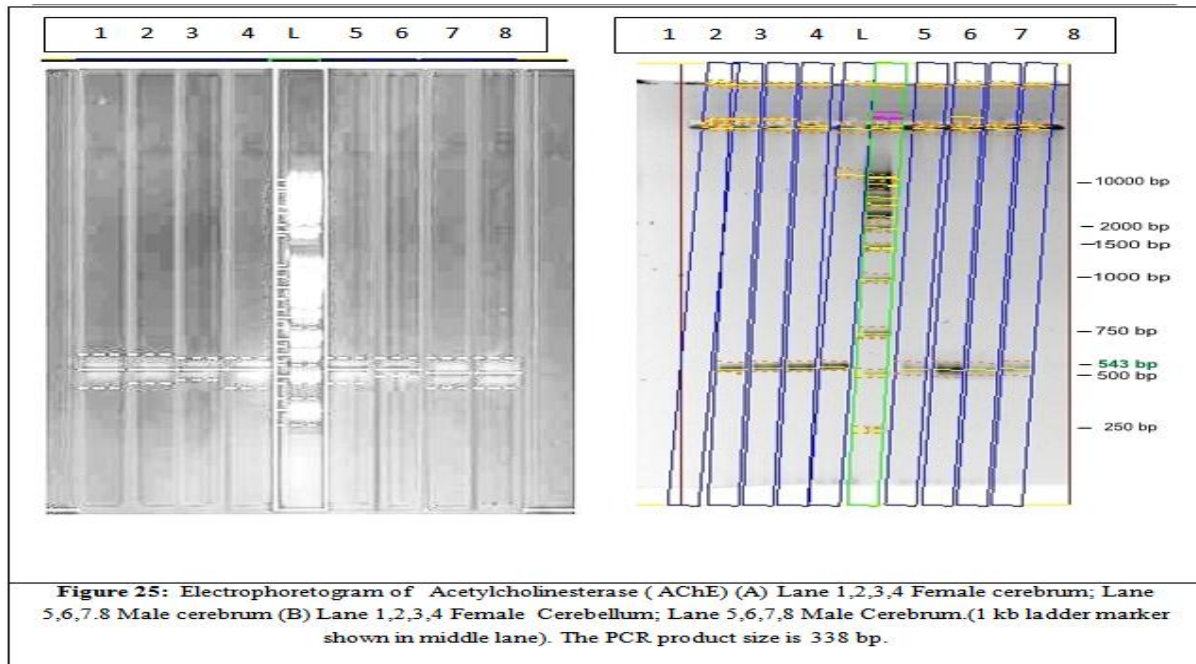 1 2 3 4 L 5 6 7 8
1 2 3 4 L 5 6 7 8
10000 bp
2000 bp
1500 bp
1000 bp
750 bp
543 bp
500 bp
250 bp
Figure 25: Electrophoretogram of Acetylcholinesterase ( AChE) (A) Lane 1,2,3,4 Female cerebrum; Lane
5,6,7.8 Male cerebrum (B) Lane 1,2,3,4 Female Cerebellum; Lane 5,6,7,8 Male Cerebrum.(1 kb ladder marker
shown in middle lane). The PCR product size is 338 bp.